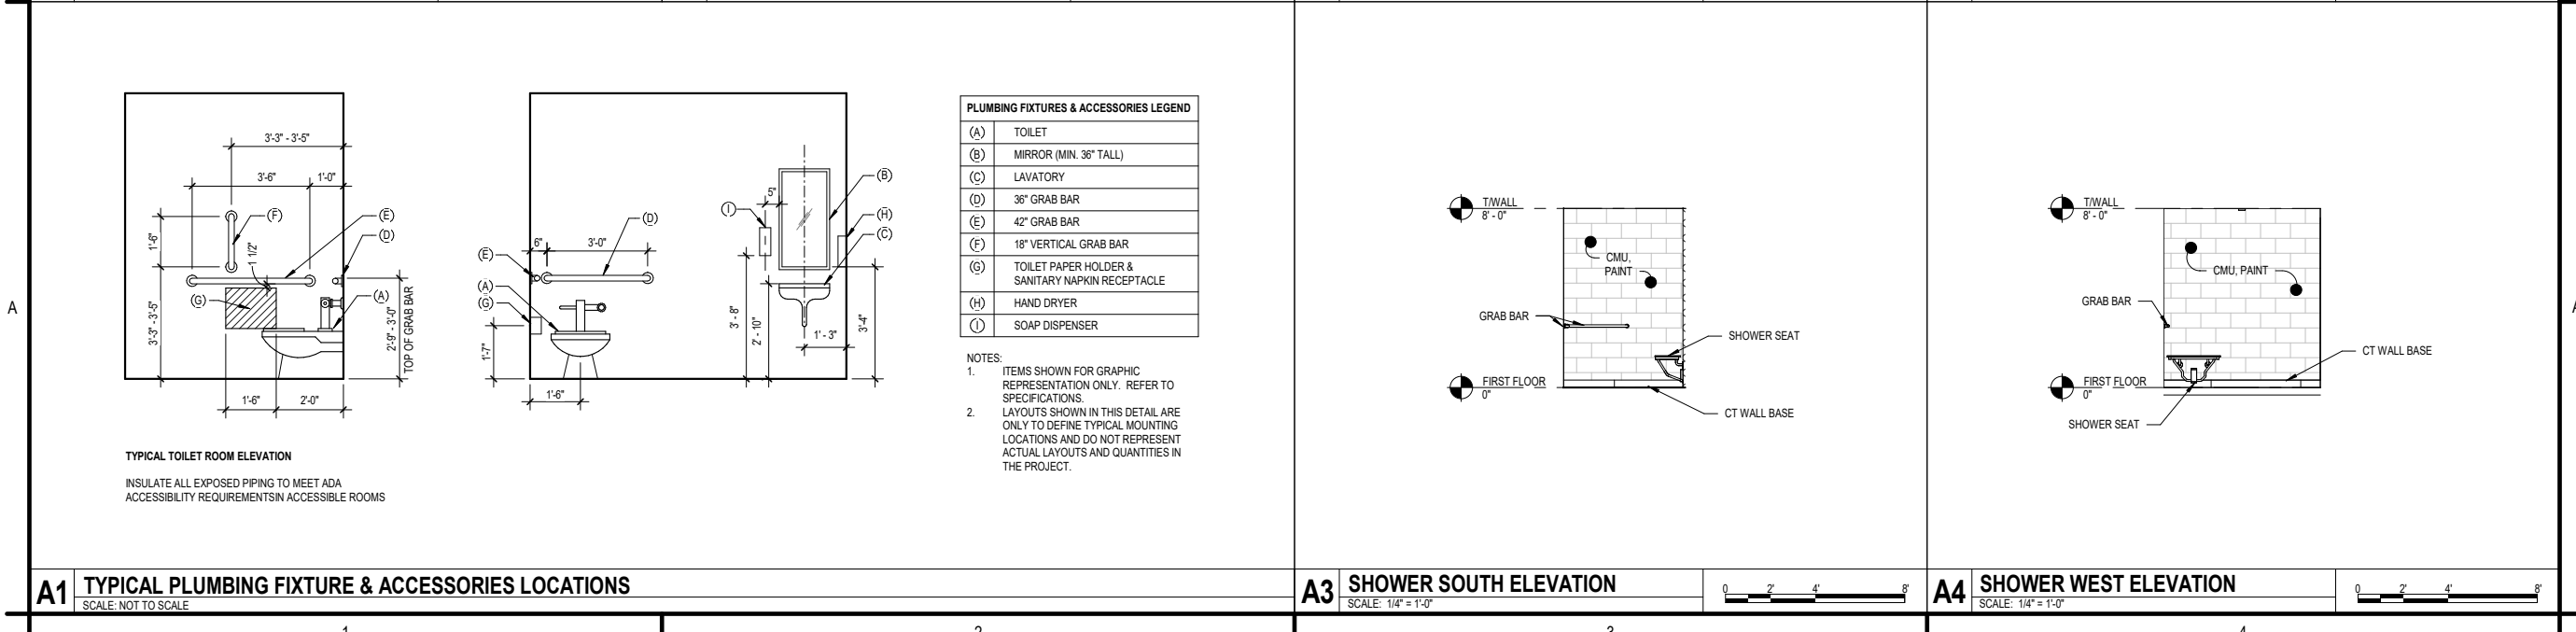 A
3'-3" - 3'-5"
3'-6"
1'-0"
(F)
(E)
(D)
1'-6"
1 1/2"
(G)
(A)
3'-3" - 3'-5"
2'-9" - 3'-0"
TOP OF GRAB BAR
1'-6"
2'-0"
TYPICAL TOILET ROOM ELEVATION
INSULATE ALL EXPOSED PIPING TO MEET ADA
ACCESSIBILITY REQUIREMENTSIN ACCESSIBLE ROOMS
(E)
6"
3'-0"
(D)
(A)
(G)
1'-7"
1'-6"
(I)
5"
(B)
(H)
(C)
3' - 8"
2' - 10"
1' - 3"
3'-4"
PLUMBING FIXTURES & ACCESSORIES LEGEND
(A) TOILET
(B) MIRROR (MIN. 36" TALL)
(C) LAVATORY
(D) 36" GRAB BAR
(E) 42" GRAB BAR
(F) 18" VERTICAL GRAB BAR
(G) TOILET PAPER HOLDER &
SANITARY NAPKIN RECEPTACLE
(H) HAND DRYER
(I) SOAP DISPENSER
NOTES:
1. ITEMS SHOWN FOR GRAPHIC
REPRESENTATION ONLY. REFER TO
SPECIFICATIONS.
2. LAYOUTS SHOWN IN THIS DETAIL ARE
ONLY TO DEFINE TYPICAL MOUNTING
LOCATIONS AND DO NOT REPRESENT
ACTUAL LAYOUTS AND QUANTITIES IN
THE PROJECT.
A1 TYPICAL PLUMBING FIXTURE & ACCESSORIES LOCATIONS
SCALE: NOT TO SCALE
T/WALL
8' - 0"
CMU,
PAINT
GRAB BAR
SHOWER SEAT
FIRST FLOOR
0"
CT WALL BASE
A3 SHOWER SOUTH ELEVATION
SCALE: 1/4" = 1'-0"
0 2' 4' 8'
T/WALL
8' - 0"
CMU, PAINT
GRAB BAR
CT WALL BASE
FIRST FLOOR
0"
SHOWER SEAT
A4 SHOWER WEST ELEVATION
SCALE: 1/4" = 1'-0"
0 2' 4' 8'